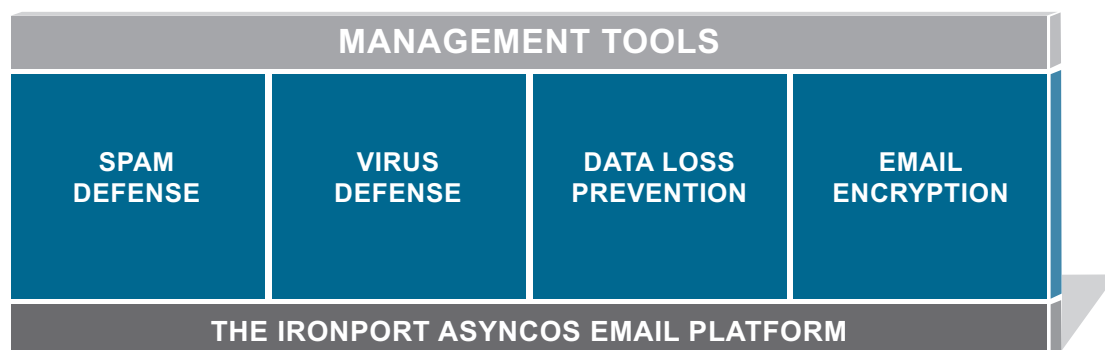 MANAGEMENT TOOLS
SPAM
DEFENSE
VIRUS
DEFENSE
DATA LOSS
PREVENTION
EMAIL
ENCRYPTION
THE IRONPORT ASYNCOS EMAIL PLATFORM